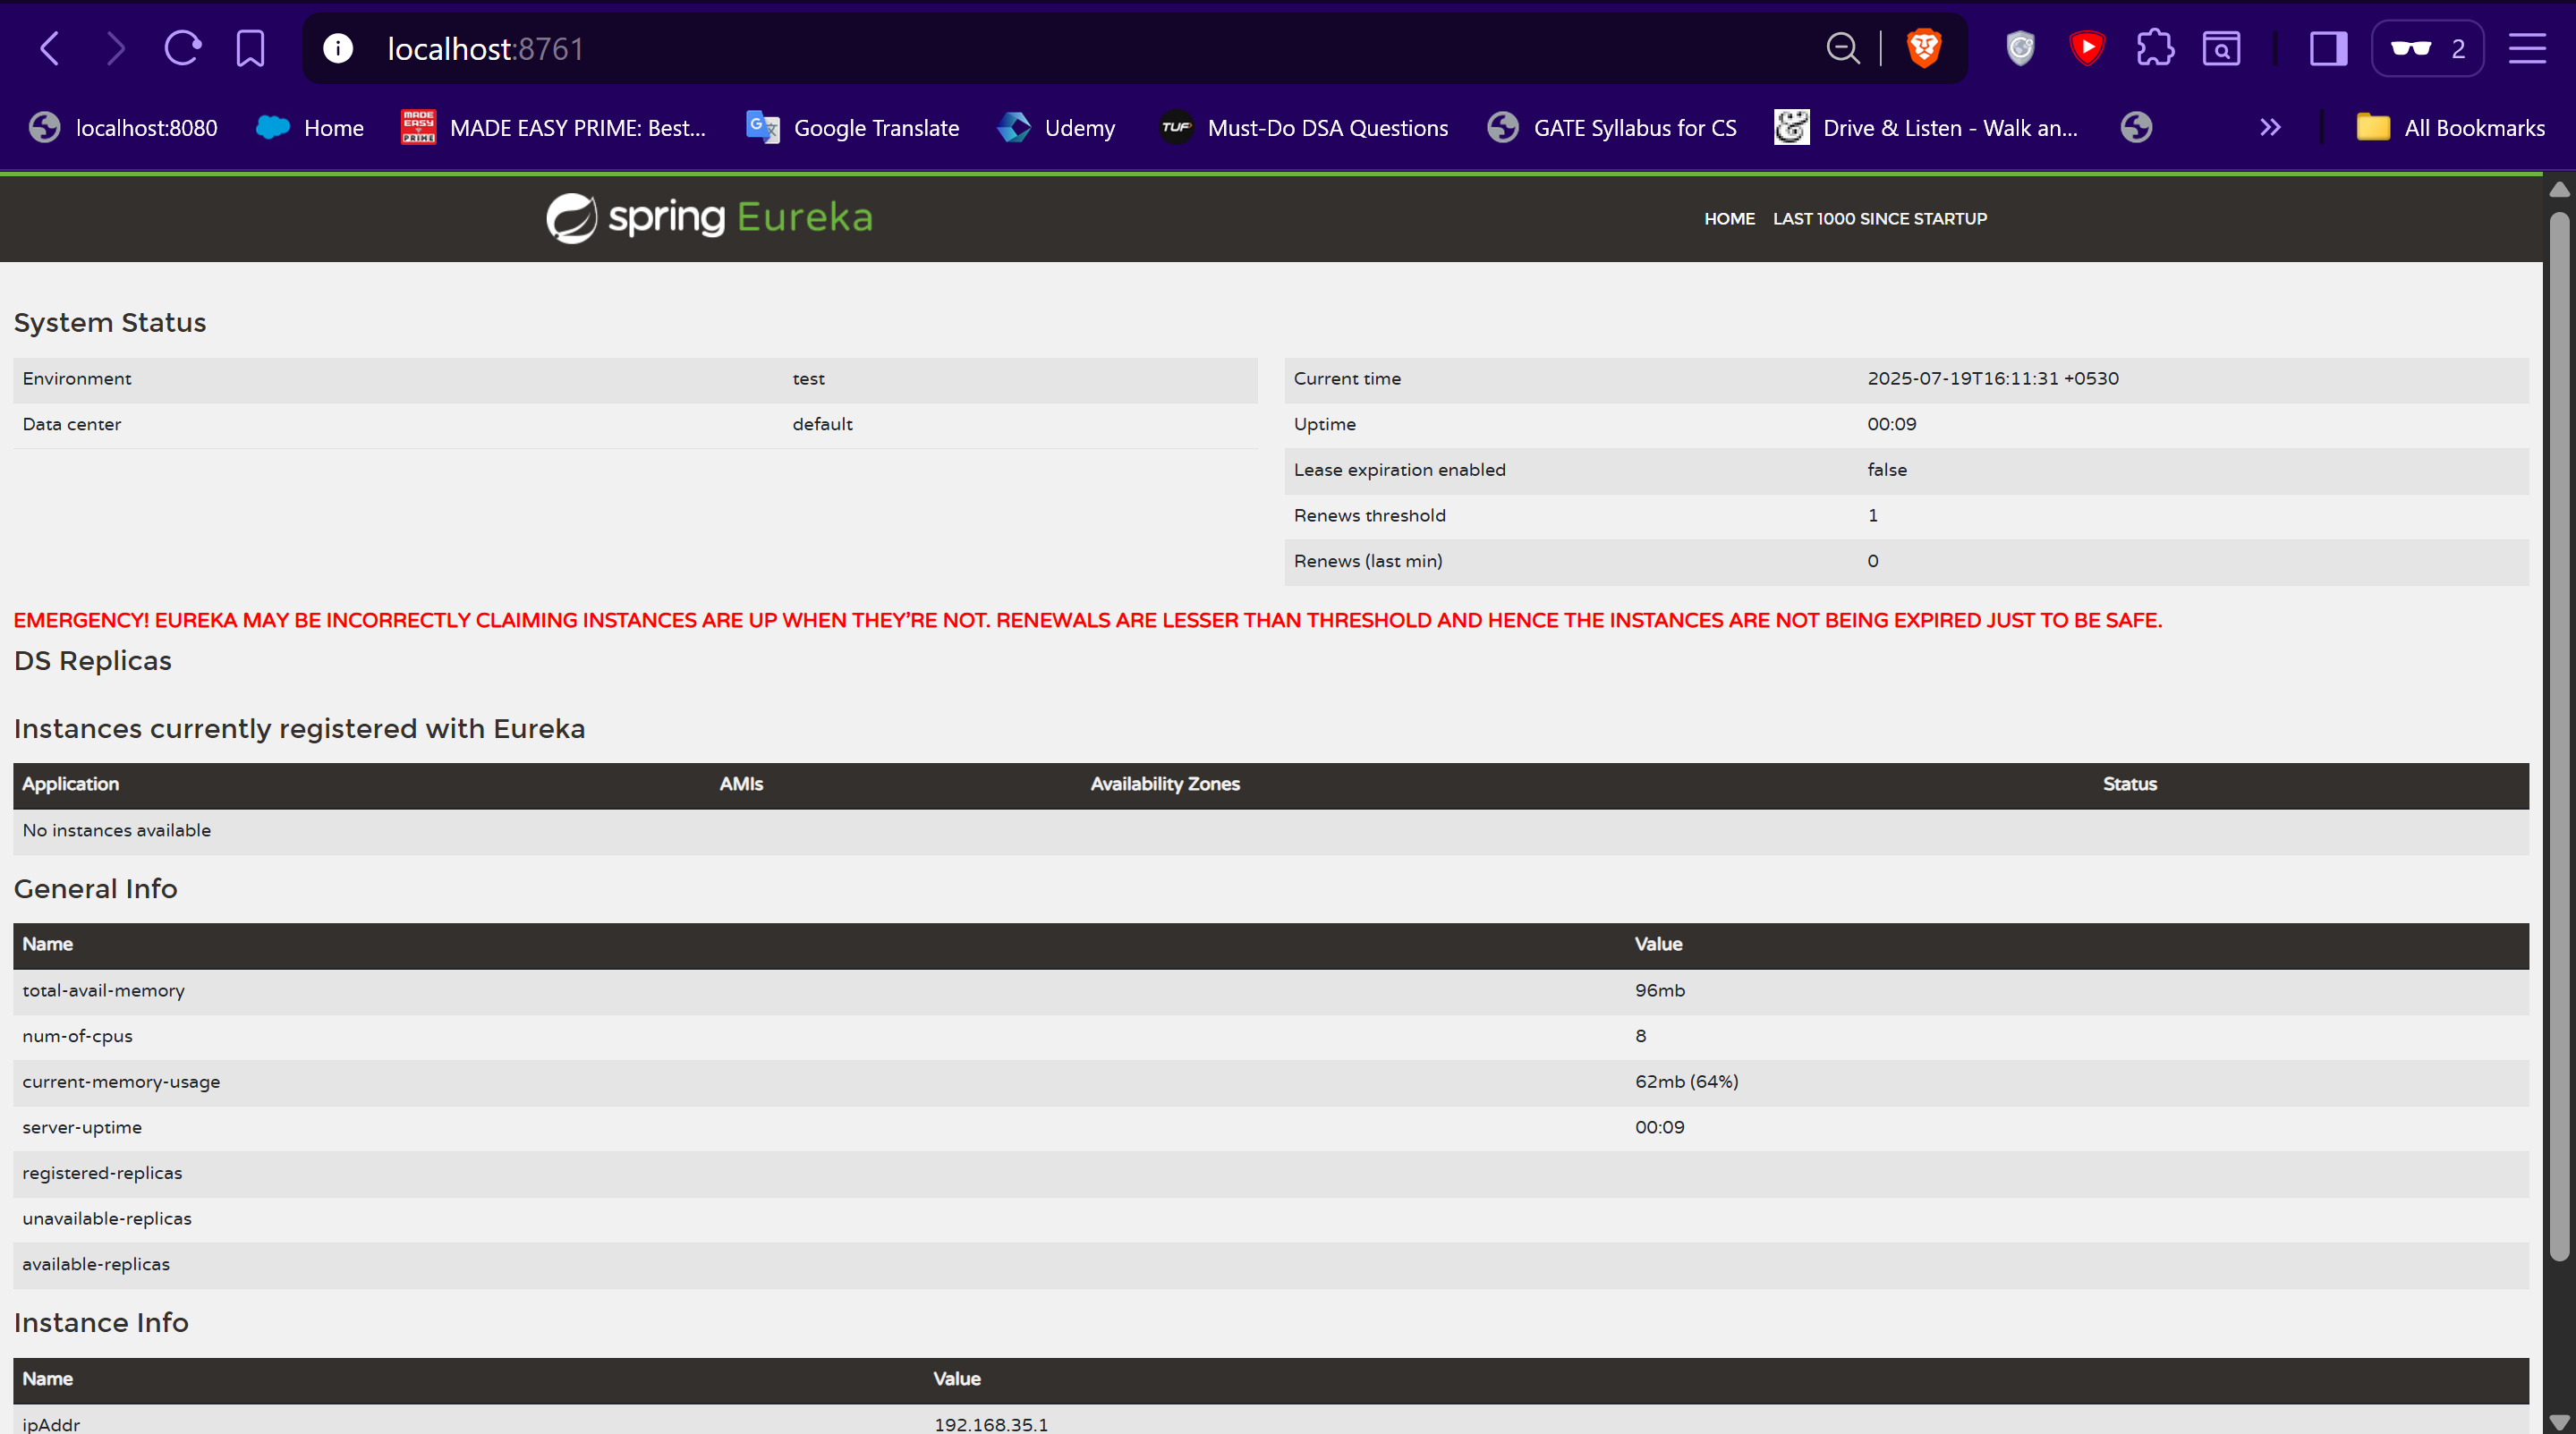 localhost:8761
2
localhost:8080 Home MADE EASY PRIME MADE EASY PRIME: Best... Google Translate Udemy TUF Must-Do DSA Questions GATE Syllabus for CS Drive & Listen - Walk an... » All Bookmarks
spring Eureka HOME LAST 1000 SINCE STARTUP
System Status
Environment test
Data center default
Current time 2025-07-19T16:11:31 +0530
Uptime 00:09
Lease expiration enabled false
Renews threshold 1
Renews (last min) 0
EMERGENCY! EUREKA MAY BE INCORRECTLY CLAIMING INSTANCES ARE UP WHEN THEY'RE NOT. RENEWALS ARE LESSER THAN THRESHOLD AND HENCE THE INSTANCES ARE NOT BEING EXPIRED JUST TO BE SAFE.
DS Replicas
Instances currently registered with Eureka
Application AMIs Availability Zones Status
No instances available
General Info
Name Value
total-avail-memory 96mb
num-of-cpus 8
current-memory-usage 62mb (64%)
server-uptime 00:09
registered-replicas
unavailable-replicas
available-replicas
Instance Info
Name Value
ipAddr 192.168.35.1